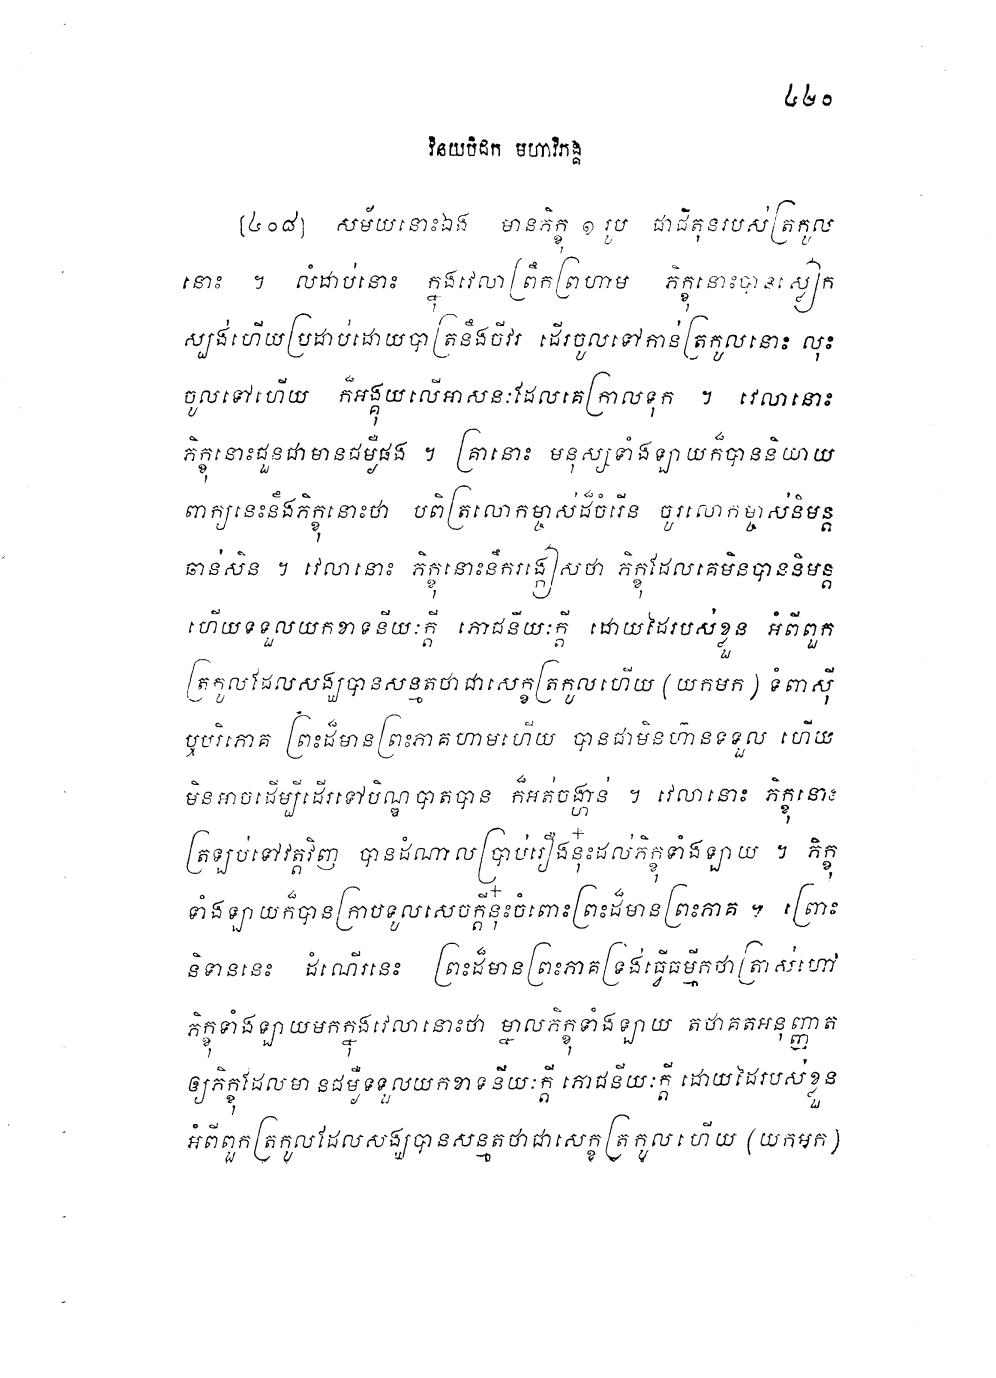 ៤២០
វិនយបិដក មហាវិភង្គ
[៤០៨] សម័យនោះឯង មានភិក្ខុ ១ រូប ជាជិតុនរបស់ត្រកូល
នោះ ។ លំដាប់នោះ ក្នុងវេលាព្រឹកព្រហាម ភិក្ខុនោះបានស្លៀក
ស្បង់ហើយប្រដាប់ដោយបាត្រនឹងចីវរ ដើរចូលទៅកាន់ត្រកូលនោះ លុះ
ចូលទៅហើយ ក៏អង្គុយលើអាសនៈដែលគេក្រាលទុក ។ វេលានោះ
ភិក្ខុនោះជួនជាមានជម្ងឺផង ។ គ្រានោះ មនុស្សទាំងឡាយក៏បាននិយាយ
ពាក្យនេះនឹងភិក្ខុនោះថា បពិត្រលោកម្ចាស់ដ៏ចំរើន ចូរលោកម្ចាស់និមន្ត
ឆាន់សិន ។ វេលានោះ ភិក្ខុនោះនឹករង្កៀសថា ភិក្ខុដែលគេមិនបាននិមន្ត
ហើយទទួលយកខាទនីយៈក្តី ភោជនីយៈក្តី ដោយដៃរបស់ខ្លួន អំពីពួក
ត្រកូលដែលសង្ឃបានសន្មតថាជាសេក្ខត្រកូលហើយ (យកមក) ទំពាស៊ី
ឬបរិភោគ ព្រះដ៏មានព្រះភាគហាមហើយ បានជាមិនហ៊ានទទួល ហើយ
មិនអាចដើម្បីដើរទៅបិណ្ឌបាតបាន ក៏អត់ចង្ហាន់ ។ វេលានោះ ភិក្ខុនោះ
ត្រឡប់ទៅវត្តវិញ បានដំណាលប្រាប់រឿងនុ៎ះដល់ភិក្ខុទាំងឡាយ ។ ភិក្ខុ
ទាំងឡាយក៏បានក្រាបទូលសេចក្តីនុ៎ះចំពោះព្រះដ៏មានព្រះភាគ ។ ព្រោះ
និទាននេះ ដំណើរនេះ ព្រះដ៏មានព្រះភាគទ្រង់ធ្វើធម្មីកថាត្រាស់ហៅ
ភិក្ខុទាំងឡាយមកក្នុងវេលានោះថា ម្នាលភិក្ខុទាំងឡាយ តថាគតអនុញ្ញាត
ឲ្យភិក្ខុដែលមានជម្ងឺទទួលយកខាទនីយៈក្តី ភោជនីយៈក្តី ដោយដៃរបស់ខ្លួន
អំពីពួកត្រកូលដែលសង្ឃបានសន្មតថាជាសេក្ខត្រកូលហើយ (យកមក)